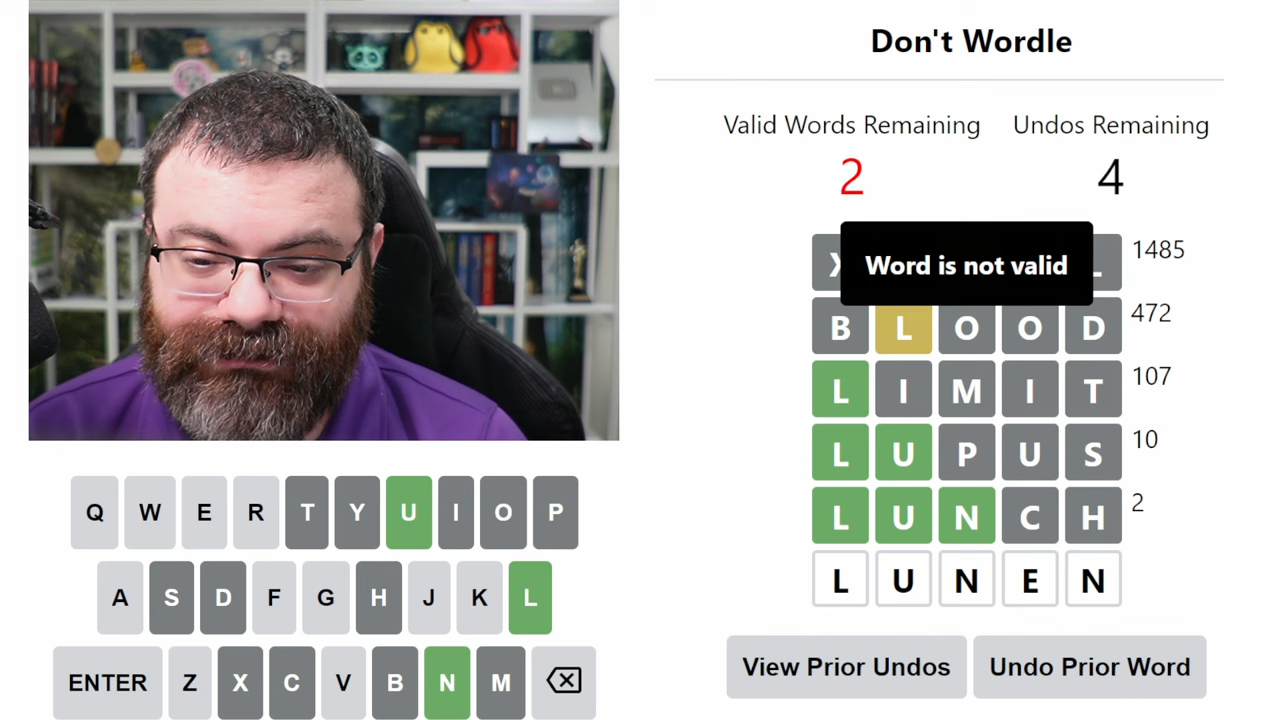 Don't Wordle
Valid Words Remaining Undos Remaining
2 4
Word is not valid
1485
B L O O D 472
L I M I T 107
L U P U S 10
L U N C H 2
L U N E N
View Prior Undos Undo Prior Word
Q W E R T Y U I O P
A S D F G H J K L
ENTER Z X C V B N M